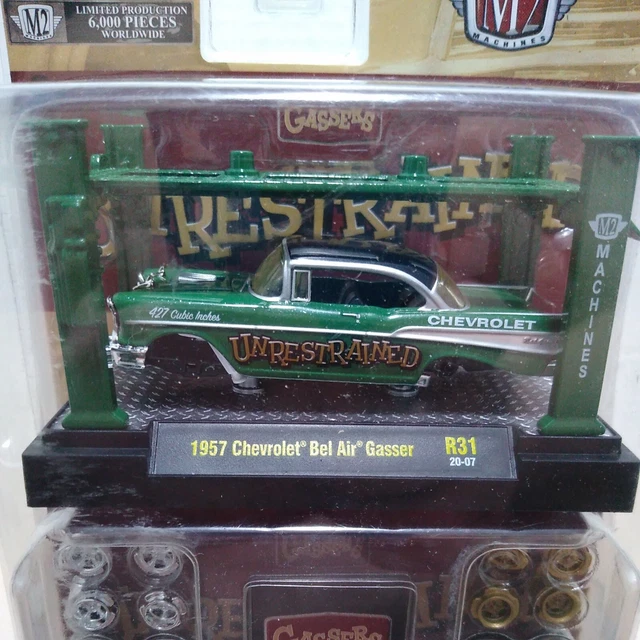 M2
LIMITED PRODUCTION
6,000 PIECES
WORLDWIDE
M2
MACHINES
GASSERS
UNRESTRAINED
M2
MACHINES
427 Cubic Inches
CHEVROLET
UNRESTRAINED
1957 Chevrolet® Bel Air® Gasser
R31
20-07
GASSERS